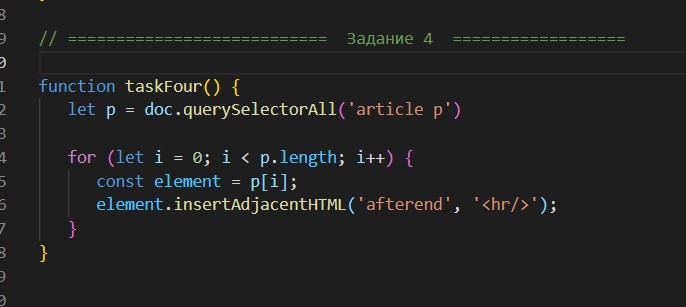 8
9 // =========================== Задание 4 ==================
0
1 function taskFour() {
2 let p = doc.querySelectorAll('article p')
3
4 for (let i = 0; i < p.length; i++) {
5 const element = p[i];
6 element.insertAdjacentHTML('afterend', '<hr/>');
7 }
8 }
9
0